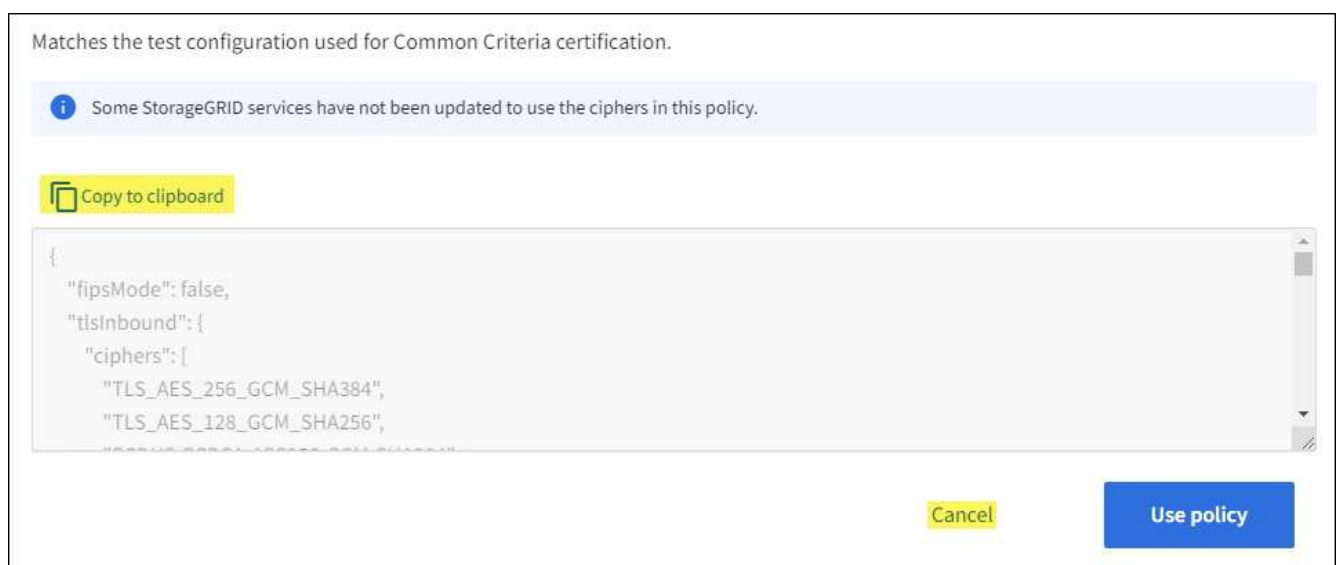 Matches the test configuration used for Common Criteria certification.
Some StorageGRID services have not been updated to use the ciphers in this policy.
Copy to clipboard
{
"fipsMode": false,
"tlsInbound": {
"ciphers": [
"TLS_AES_256_GCM_SHA384",
"TLS_AES_128_GCM_SHA256",
Cancel
Use policy